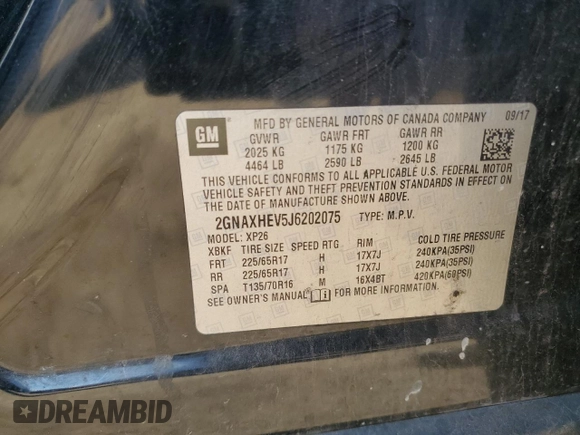 GM
MFD BY GENERAL MOTORS OF CANADA COMPANY 09/17
GVWR GAWR FRT GAWR RR
2025 KG 1175 KG 1200 KG
4464 LB 2590 LB 2645 LB
THIS VEHICLE CONFORMS TO ALL APPLICABLE U.S. FEDERAL MOTOR
VEHICLE SAFETY AND THEFT PREVENTION STANDARDS IN EFFECT ON
THE DATE OF MANUFACTURE SHOWN ABOVE.
2GNAXHEV5J6202075 TYPE: M.P.V.
MODEL: XP26
XBKF TIRE SIZE SPEED RTG RIM COLD TIRE PRESSURE
FRT 225/65R17 H 17X7J 240KPA(35PSI)
RR 225/65R17 H 17X7J 240KPA(35PSI)
SPA T135/70R16 M 16X4BT 420KPA(60PSI)
SEE OWNER'S MANUAL FOR MORE INFORMATION.
DREAMBID